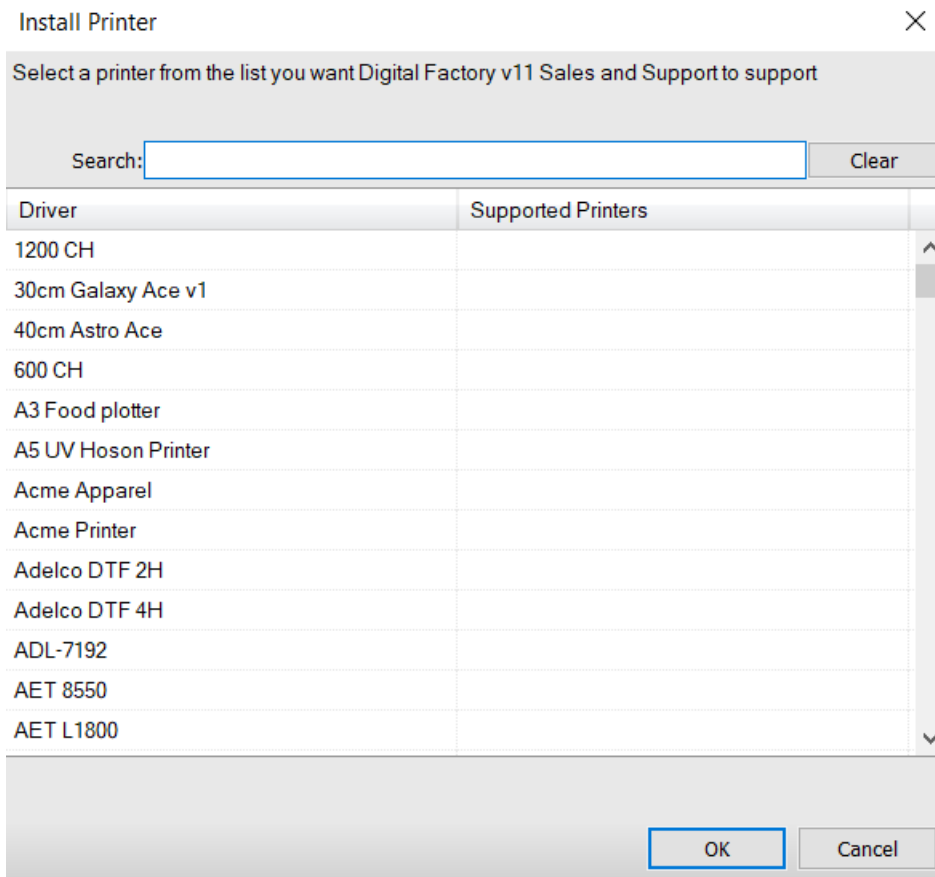 Install Printer
Select a printer from the list you want Digital Factory v11 Sales and Support to support
Search:
Clear
Driver Supported Printers
1200 CH
30cm Galaxy Ace v1
40cm Astro Ace
600 CH
A3 Food plotter
A5 UV Hoson Printer
Acme Apparel
Acme Printer
Adelco DTF 2H
Adelco DTF 4H
ADL-7192
AET 8550
AET L1800
OK Cancel